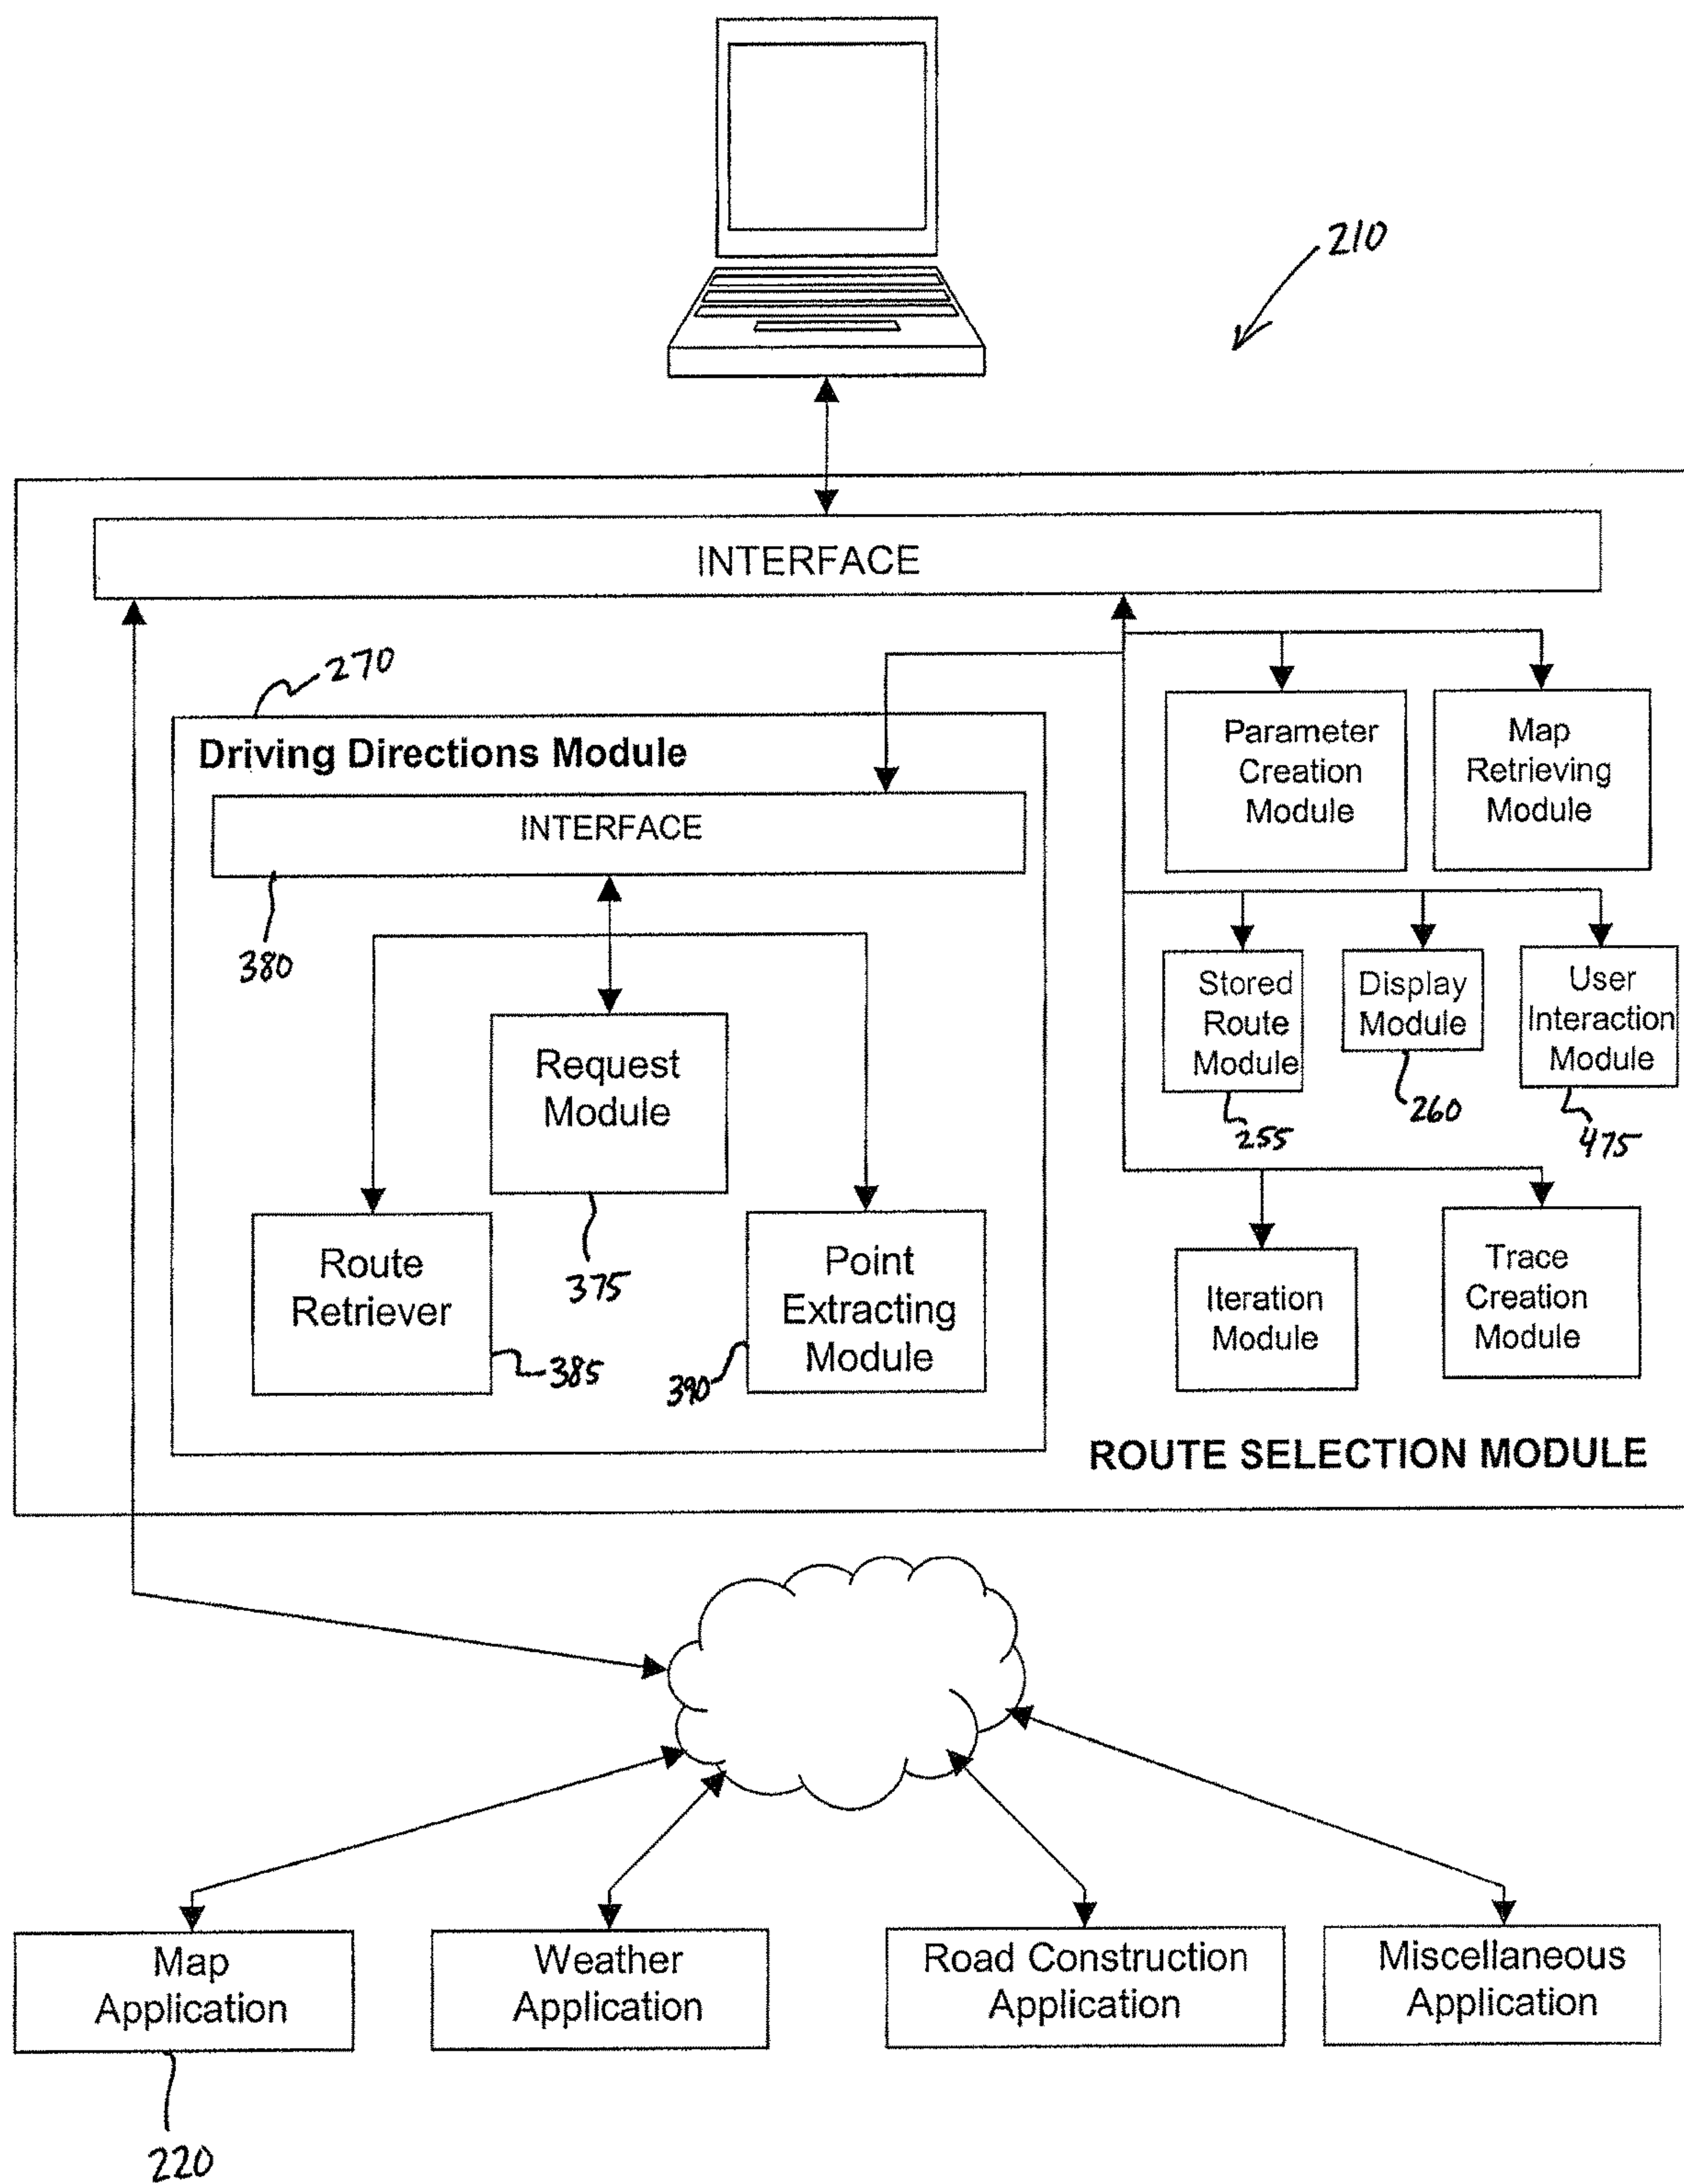 210
INTERFACE
270
Driving Directions Module
INTERFACE
380
Request
Module
375
Route
Retriever
385
Point
Extracting
Module
390
Parameter
Creation
Module
Map
Retrieving
Module
Stored
Route
Module
255
Display
Module
260
User
Interaction
Module
475
Iteration
Module
Trace
Creation
Module
ROUTE SELECTION MODULE
Map
Application
220
Weather
Application
Road Construction
Application
Miscellaneous
Application